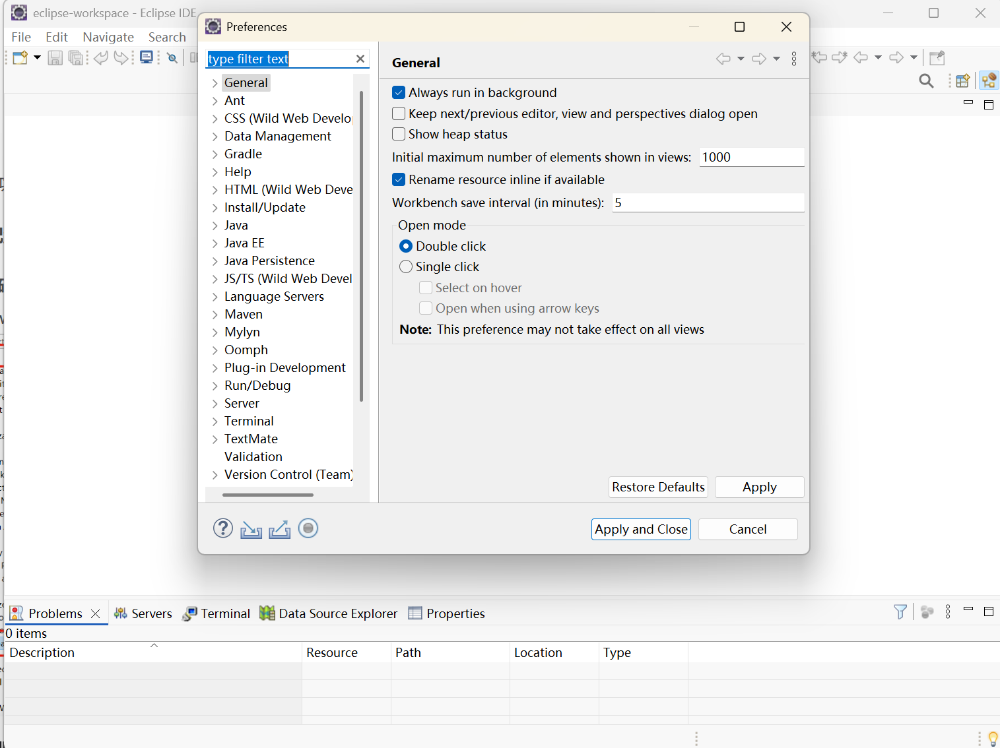 eclipse-workspace - Eclipse IDE
File Edit Navigate Search
Preferences
type filter text
General
Ant
CSS (Wild Web Develo
Data Management
Gradle
Help
HTML (Wild Web Deve
Install/Update
Java
Java EE
Java Persistence
JS/TS (Wild Web Devel
Language Servers
Maven
Mylyn
Oomph
Plug-in Development
Run/Debug
Server
Terminal
TextMate
Validation
Version Control (Team)
General
Always run in background
Keep next/previous editor, view and perspectives dialog open
Show heap status
Initial maximum number of elements shown in views: 1000
Rename resource inline if available
Workbench save interval (in minutes): 5
Open mode
Double click
Single click
Select on hover
Open when using arrow keys
Note: This preference may not take effect on all views
Restore Defaults Apply
Apply and Close Cancel
Problems Servers Terminal Data Source Explorer Properties
0 items
Description Resource Path Location Type